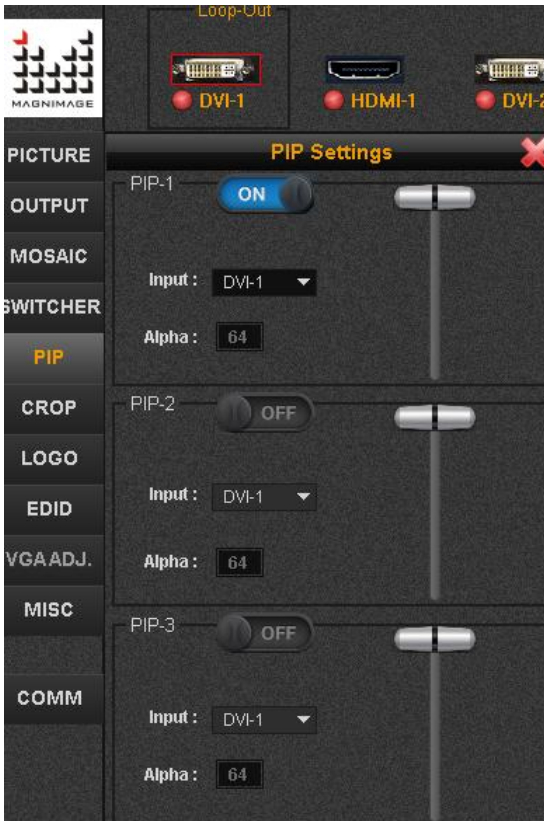 Loop-Out
MAGNIMAGE
DVI-1
HDMI-1
DVI-2
PICTURE
OUTPUT
MOSAIC
SWITCHER
PIP
CROP
LOGO
EDID
VGA ADJ.
MISC
COMM
PIP Settings
PIP-1
ON
Input :
DVI-1
Alpha :
64
PIP-2
OFF
Input :
DVI-1
Alpha :
64
PIP-3
OFF
Input :
DVI-1
Alpha :
64